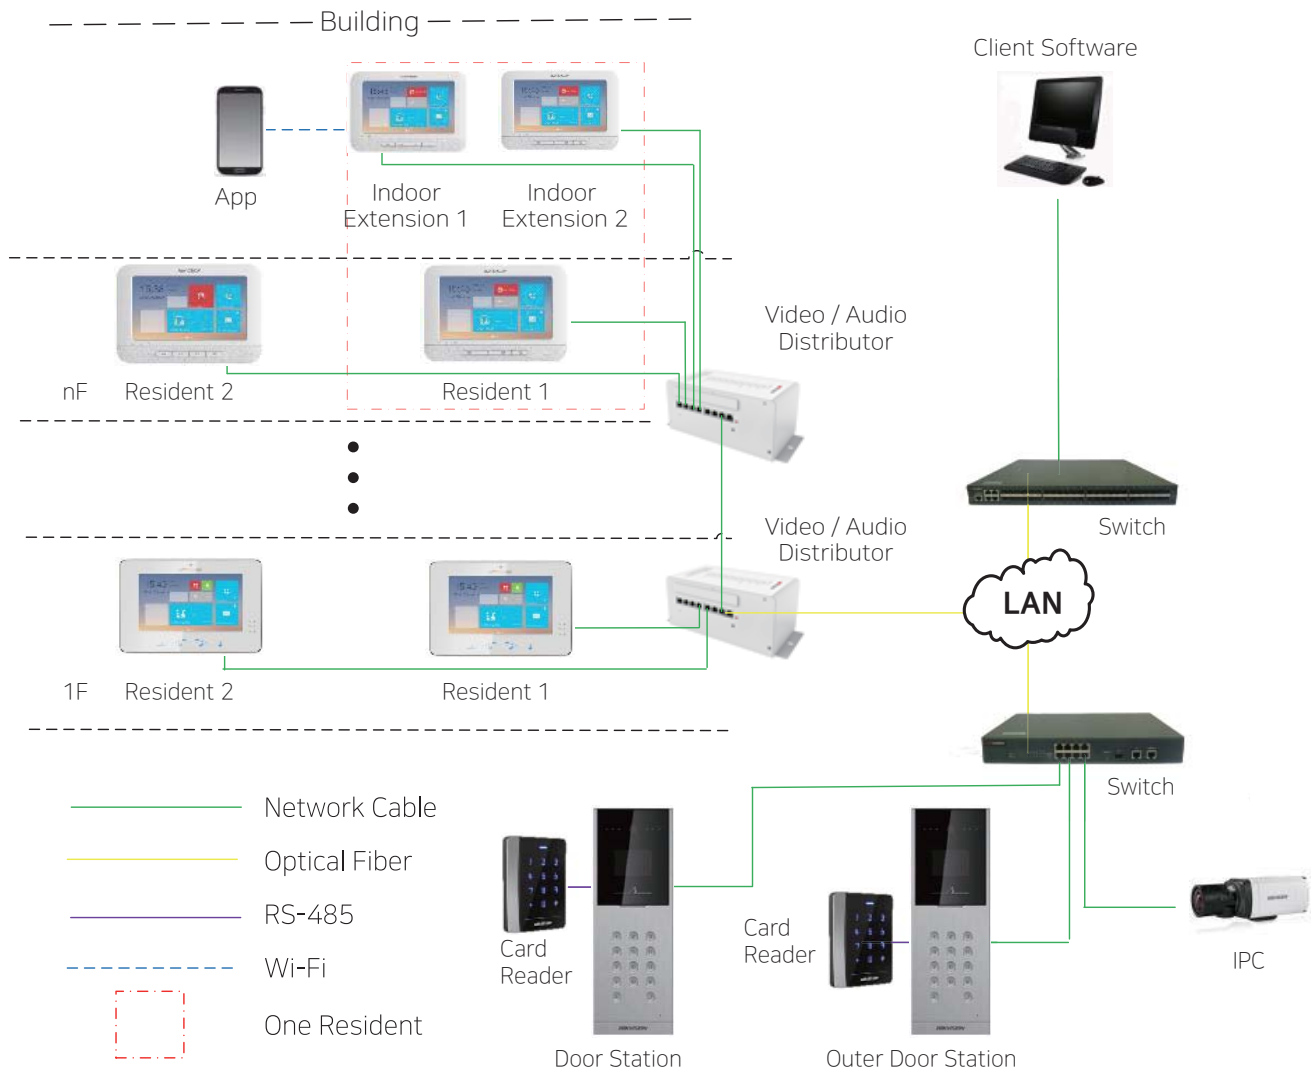 Building
Client Software
App
Indoor
Extension 1
Indoor
Extension 2
Video / Audio
Distributor
nF
Resident 2
Resident 1
Video / Audio
Distributor
Switch
LAN
1F
Resident 2
Resident 1
Switch
Network Cable
Optical Fiber
RS-485
Wi-Fi
One Resident
Card
Reader
Card
Reader
IPC
HIKVISION
HIKVISION
Door Station
Outer Door Station